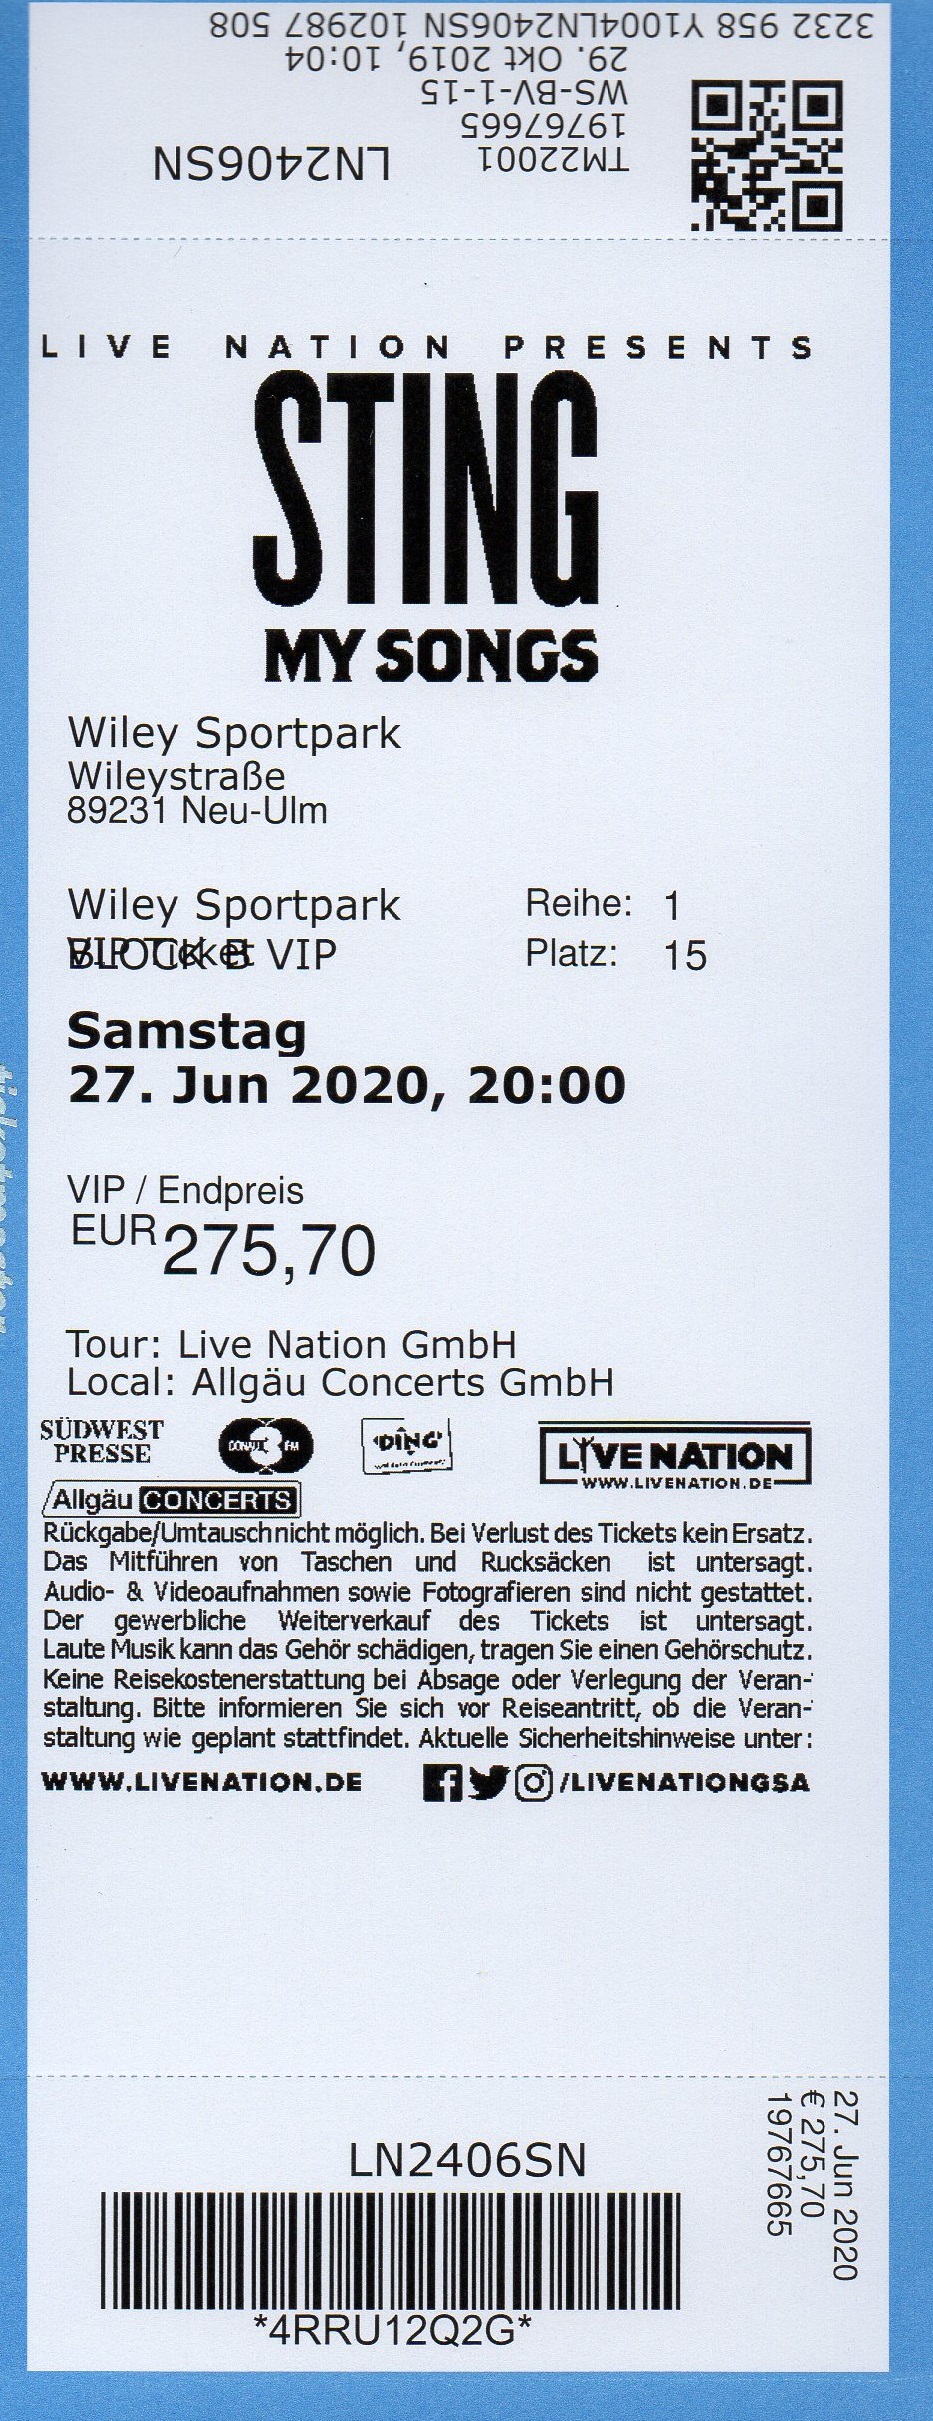 3232 958 Y1004LN2406SN 102987 508
29. Okt 2019, 10:04
WS-BV-1-15
19767665
TM22001
LN2406SN
LIVE NATION PRESENTS
STING
MY SONGS
Wiley Sportpark
Wileystraße
89231 Neu-Ulm
Wiley Sportpark Reihe: 1
BLOCK B VIP Platz: 15
VIP Ticket
Samstag
27. Jun 2020, 20:00
VIP / Endpreis
EUR 275,70
Tour: Live Nation GmbH
Local: Allgäu Concerts GmbH
SÜDWEST
PRESSE
DONAU 3 FM
DING
LIVE NATION
WWW.LIVENATION.DE
Allgäu CONCERTS
Rückgabe/Umtausch nicht möglich. Bei Verlust des Tickets kein Ersatz.
Das Mitführen von Taschen und Rucksäcken ist untersagt.
Audio- & Videoaufnahmen sowie Fotografieren sind nicht gestattet.
Der gewerbliche Weiterverkauf des Tickets ist untersagt.
Laute Musik kann das Gehör schädigen, tragen Sie einen Gehörschutz.
Keine Reisekostenerstattung bei Absage oder Verlegung der Veran-
staltung. Bitte informieren Sie sich vor Reiseantritt, ob die Veran-
staltung wie geplant stattfindet. Aktuelle Sicherheitshinweise unter:
WWW.LIVENATION.DE /LIVENATIONGSA
27. Jun 2020
€ 275,70
19767665
LN2406SN
*4RRU12Q2G*